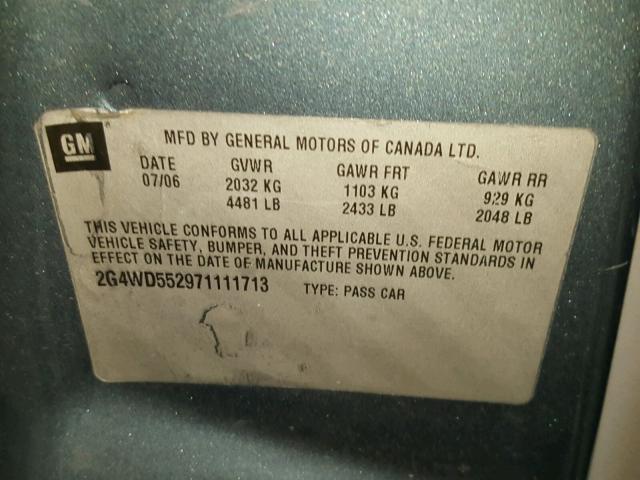 GM
MFD BY GENERAL MOTORS OF CANADA LTD.
DATE GVWR GAWR FRT GAWR RR
07/06 2032 KG 1103 KG 929 KG
4481 LB 2433 LB 2048 LB
THIS VEHICLE CONFORMS TO ALL APPLICABLE U.S. FEDERAL MOTOR
VEHICLE SAFETY, BUMPER, AND THEFT PREVENTION STANDARDS IN
EFFECT ON THE DATE OF MANUFACTURE SHOWN ABOVE.
2G4WD552971111713 TYPE: PASS CAR